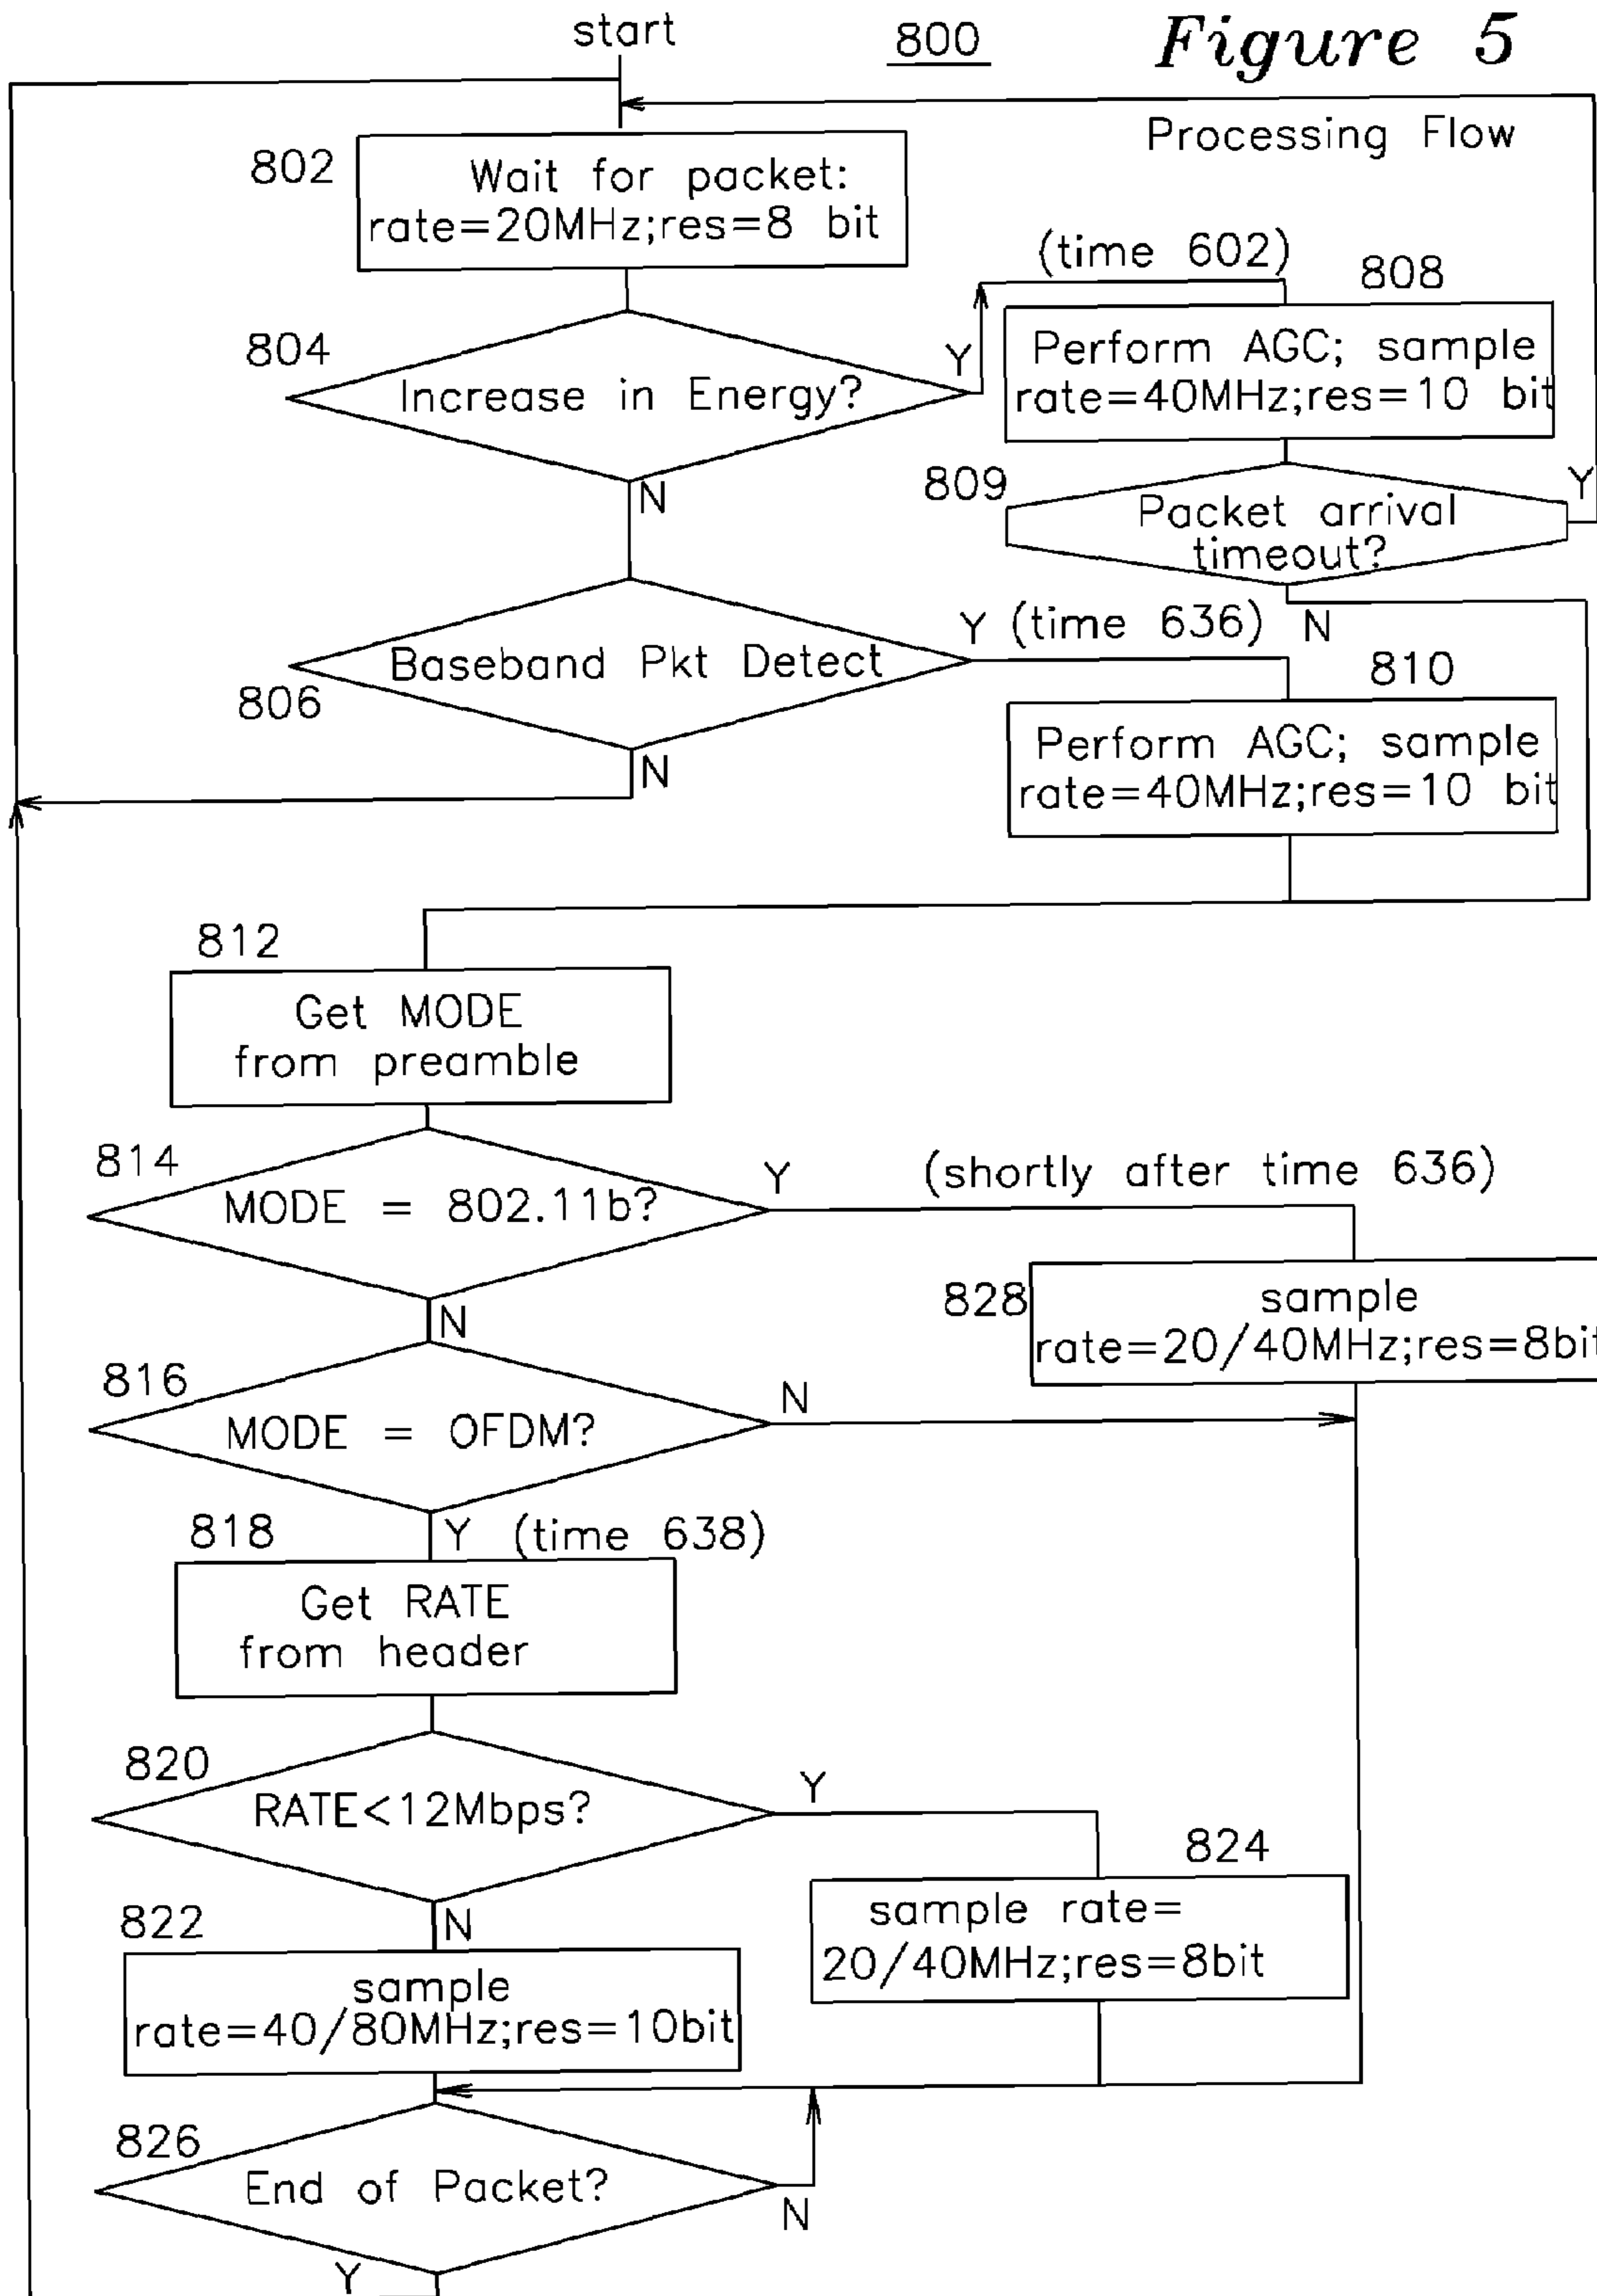 start
800
Figure 5
Processing Flow
802
Wait for packet:
rate=20MHz;res=8 bit
(time 602)
808
804
Increase in Energy?
Y
Perform AGC; sample
rate=40MHz;res=10 bit
N
809
Packet arrival
timeout?
Y
N
806
Baseband Pkt Detect
Y (time 636)
810
N
Perform AGC; sample
rate=40MHz;res=10 bit
812
Get MODE
from preamble
814
MODE = 802.11b?
Y
(shortly after time 636)
N
828
sample
rate=20/40MHz;res=8bit
816
MODE = OFDM?
N
818
Y (time 638)
Get RATE
from header
820
RATE<12Mbps?
Y
824
sample rate=
20/40MHz;res=8bit
822
N
sample
rate=40/80MHz;res=10bit
826
End of Packet?
N
Y